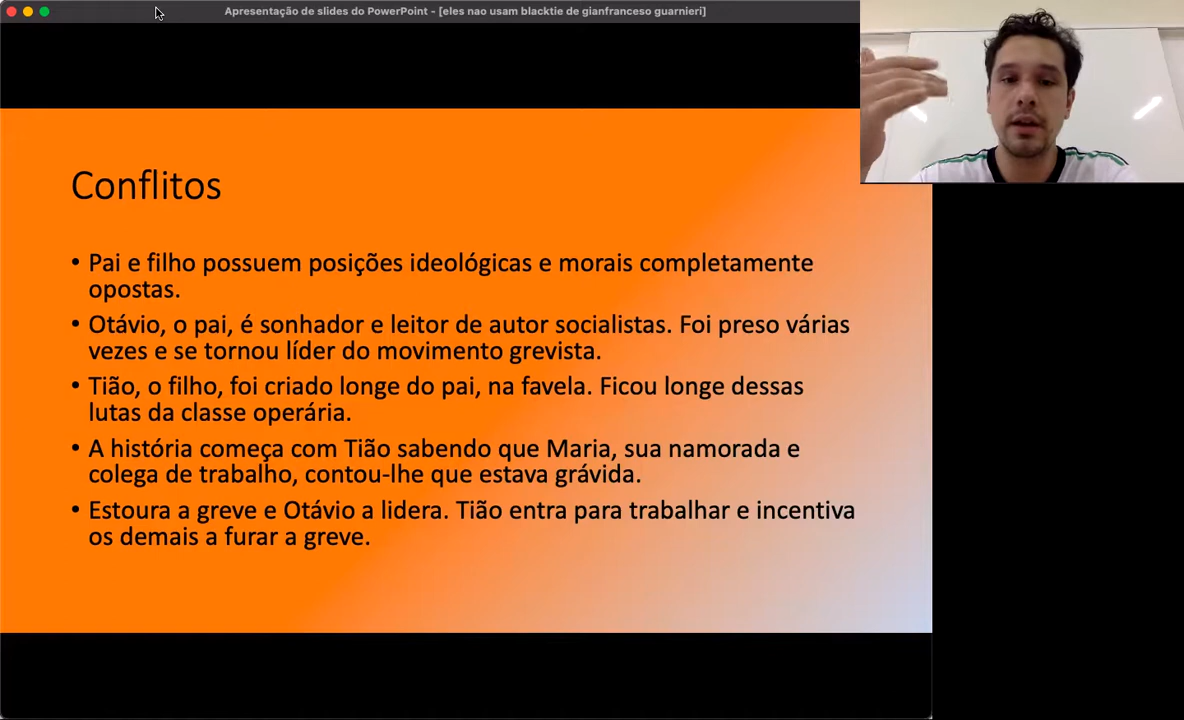 Apresentação de slides do PowerPoint - [eles nao usam blacktie de gianfranceso guarnieri]
Conflitos
• Pai e filho possuem posições ideológicas e morais completamente
opostas.
• Otávio, o pai, é sonhador e leitor de autor socialistas. Foi preso várias
vezes e se tornou líder do movimento grevista.
• Tião, o filho, foi criado longe do pai, na favela. Ficou longe dessas
lutas da classe operária.
• A história começa com Tião sabendo que Maria, sua namorada e
colega de trabalho, contou-lhe que estava grávida.
• Estoura a greve e Otávio a lidera. Tião entra para trabalhar e incentiva
os demais a furar a greve.